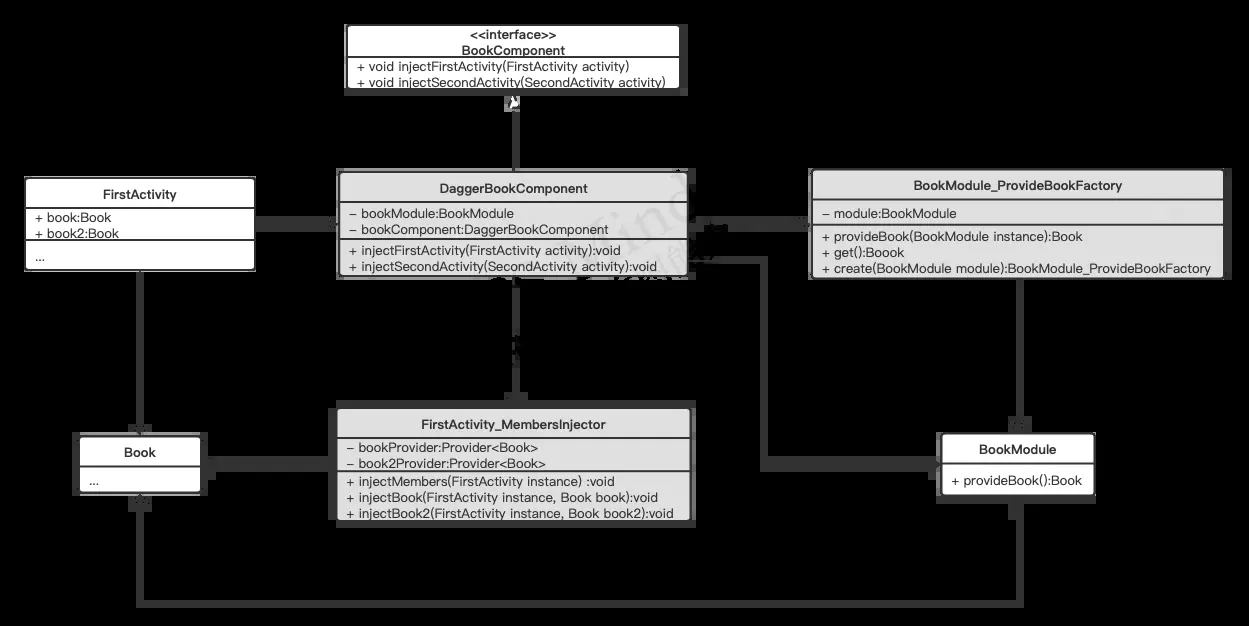 <<interface>>
BookComponent
+ void injectFirstActivity(FirstActivity activity)
+ void injectSecondActivity(SecondActivity activity)
FirstActivity
+ book:Book
+ book2:Book
...
DaggerBookComponent
- bookModule:BookModule
- bookComponent:DaggerBookComponent
+ injectFirstActivity(FirstActivity activity):void
+ injectSecondActivity(SecondActivity activity):void
BookModule_ProvideBookFactory
- module:BookModule
+ provideBook(BookModule instance):Book
+ get():Boook
+ create(BookModule module):BookModule_ProvideBookFactory
Book
...
FirstActivity_MembersInjector
- bookProvider:Provider<Book>
- book2Provider:Provider<Book>
+ injectMembers(FirstActivity instance) :void
+ injectBook(FirstActivity instance, Book book):void
+ injectBook2(FirstActivity instance, Book book2):void
BookModule
+ provideBook():Book